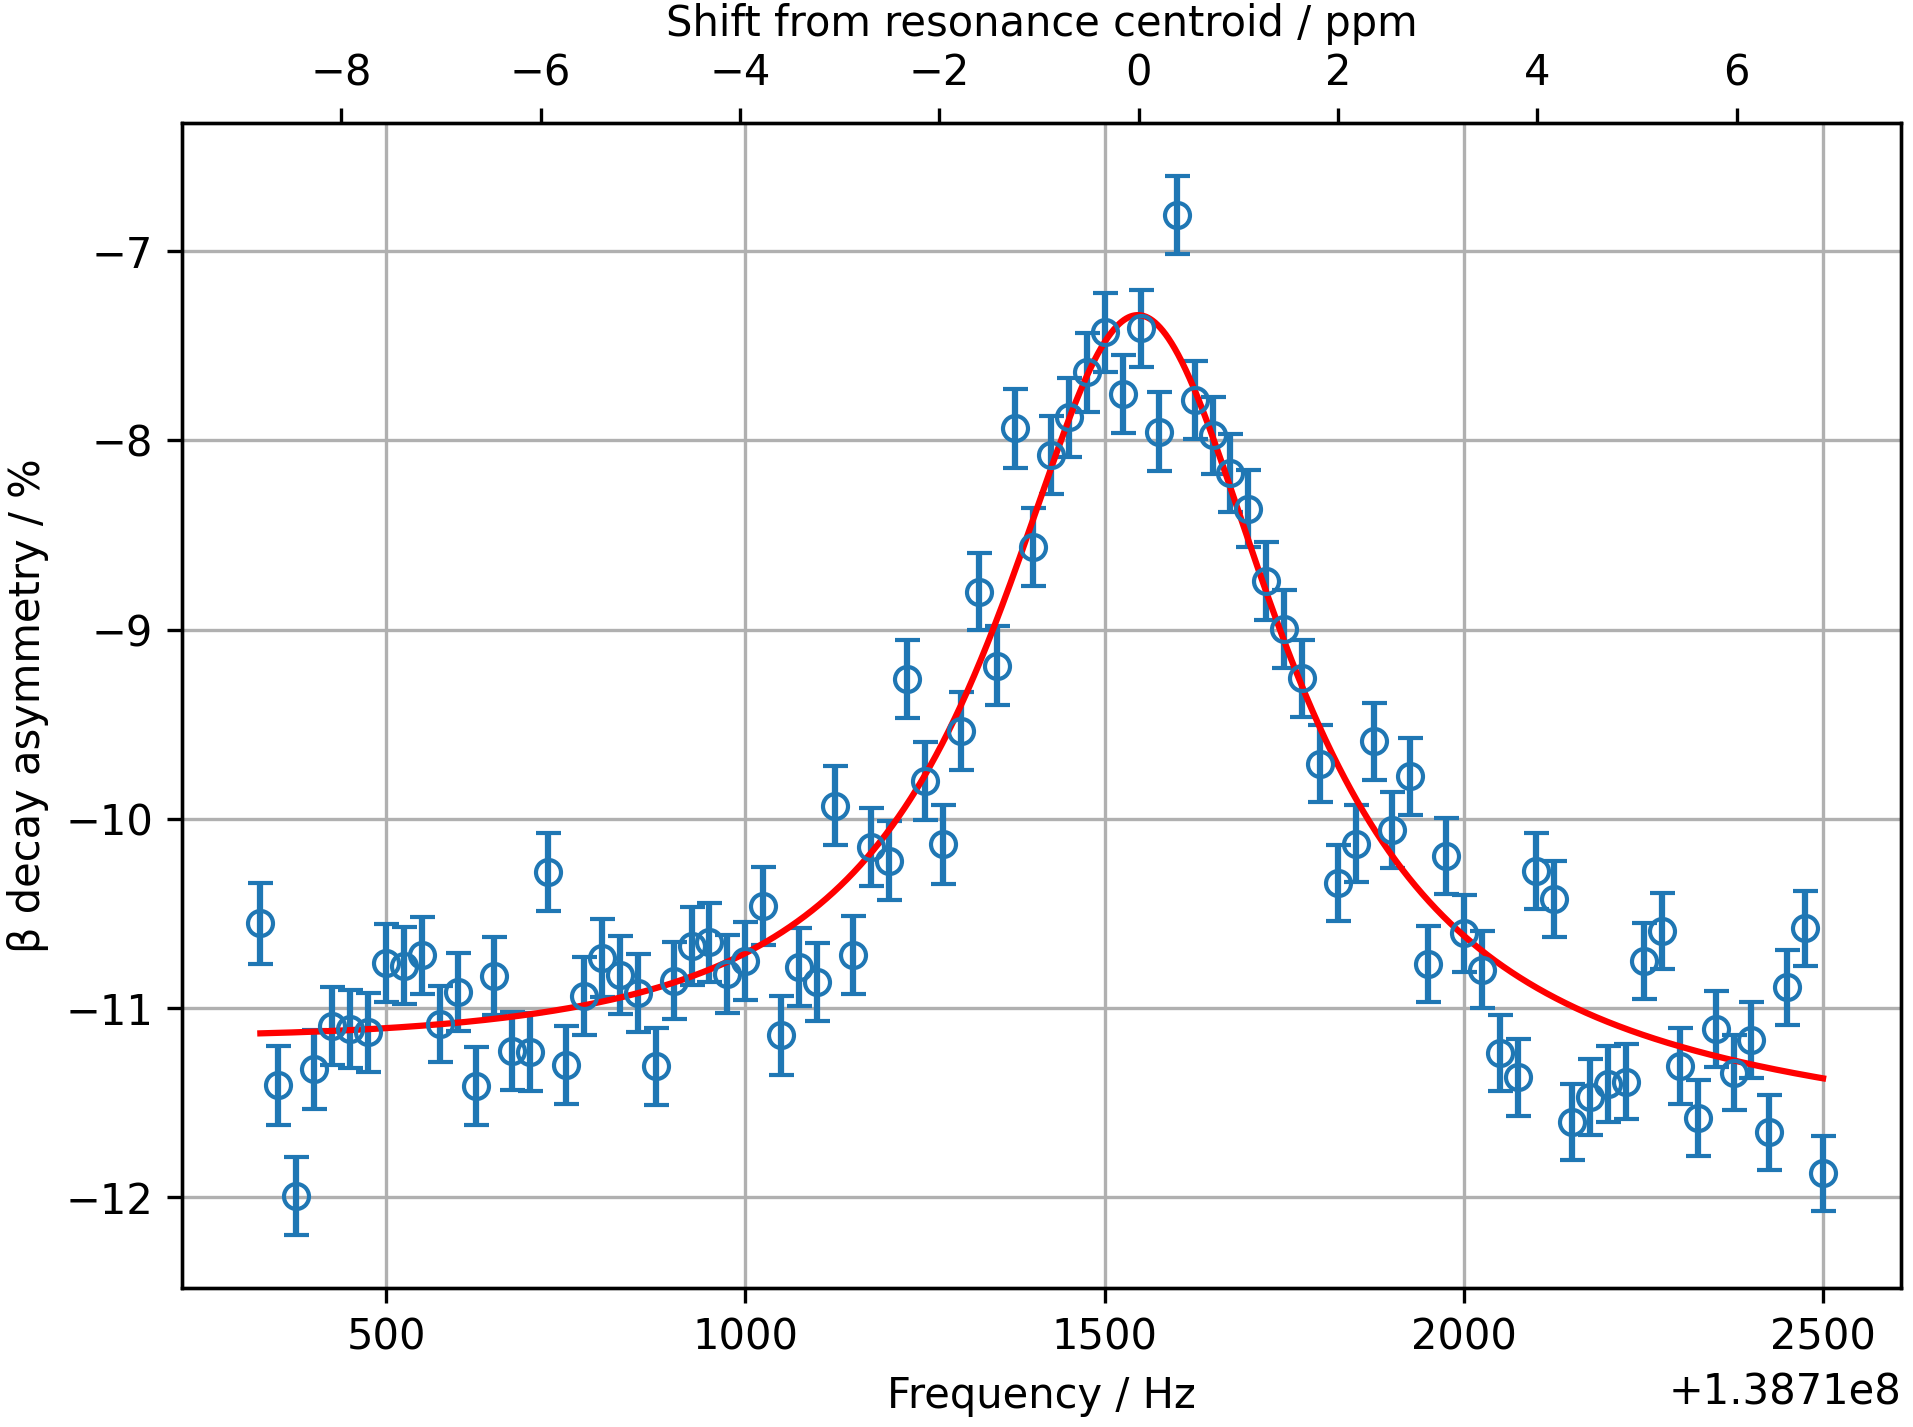 Shift from resonance centroid / ppm
−8 −6 −4 −2 0 2 4 6
β decay asymmetry / %
−7
−8
−9
−10
−11
−12
500 1000 1500 2000 2500
Frequency / Hz
+1.3871e8